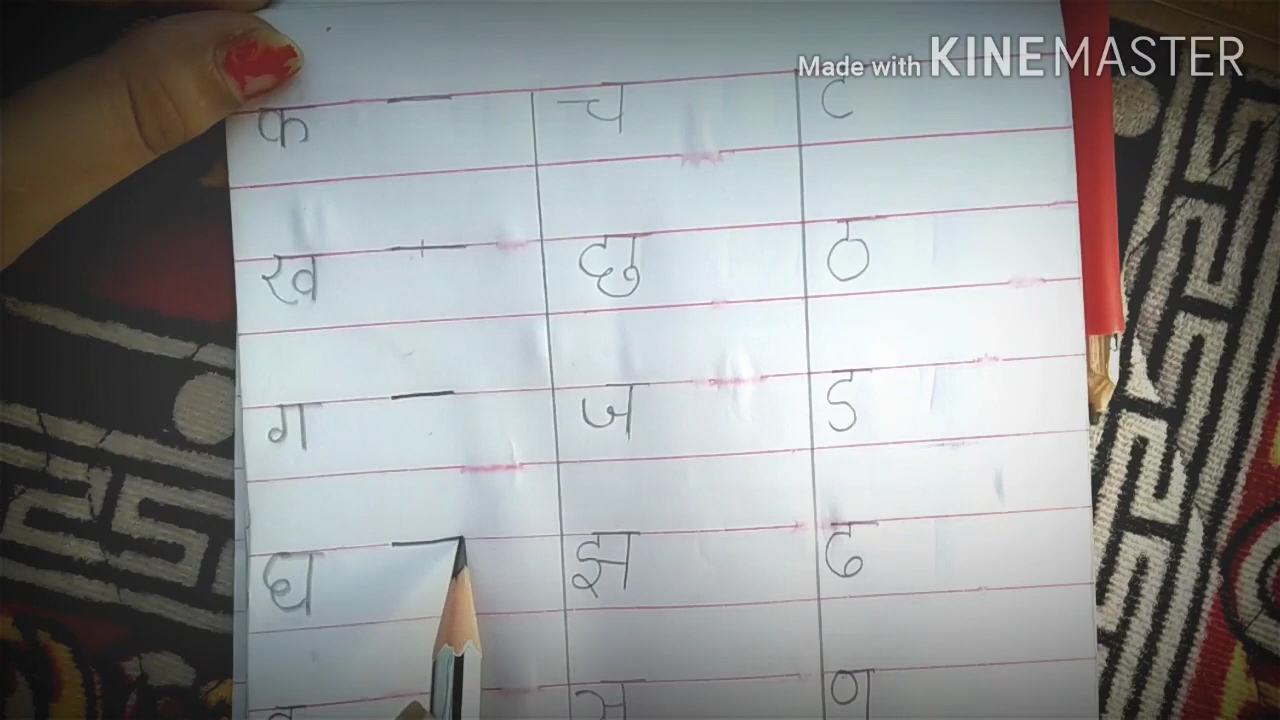 Made with KINEMASTER
क च ट
ख छ ठ
ग ज ड
घ झ ढ
ण